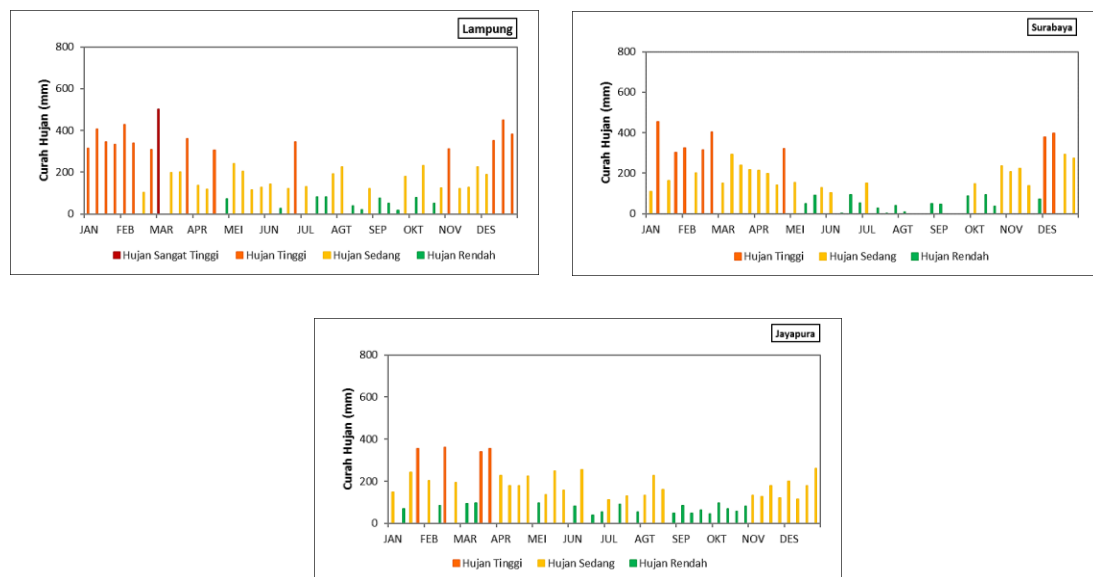 Lampung
Curah Hujan (mm)
800
600
400
200
0
JAN FEB MAR APR MEI JUN JUL AGT SEP OKT NOV DES
Hujan Sangat Tinggi Hujan Tinggi Hujan Sedang Hujan Rendah
Surabaya
Curah Hujan (mm)
800
600
400
200
0
JAN FEB MAR APR MEI JUN JUL AGT SEP OKT NOV DES
Hujan Tinggi Hujan Sedang Hujan Rendah
Jayapura
Curah Hujan (mm)
800
600
400
200
0
JAN FEB MAR APR MEI JUN JUL AGT SEP OKT NOV DES
Hujan Tinggi Hujan Sedang Hujan Rendah